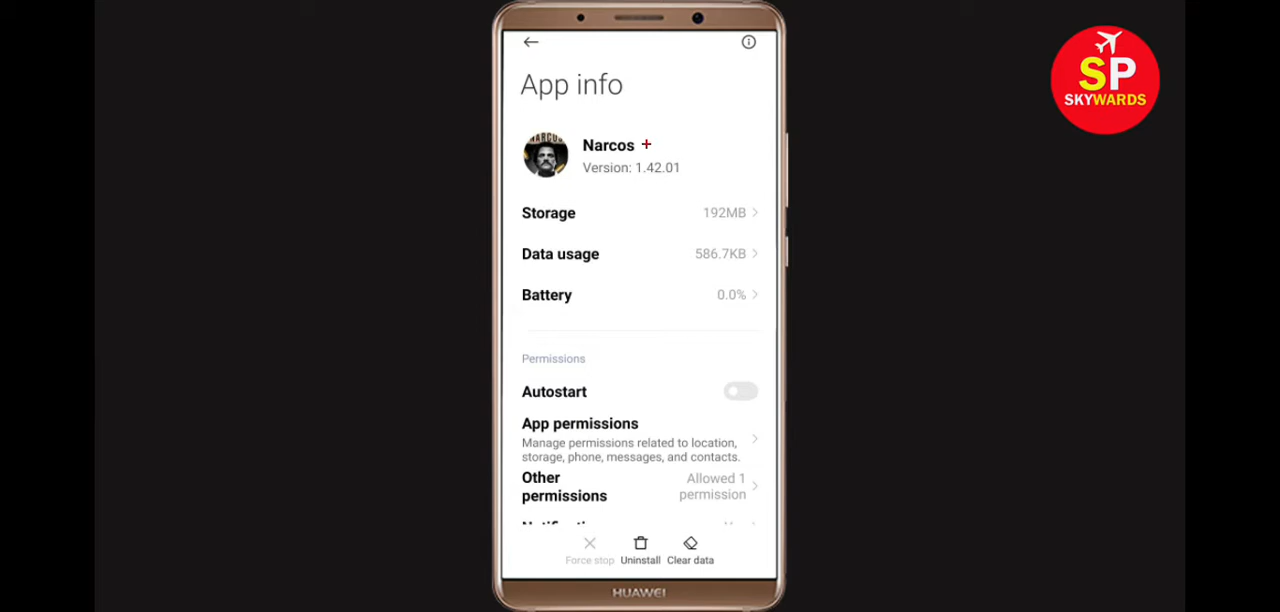 App info
NARCOS
Narcos +
Version: 1.42.01
Storage 192MB
Data usage 586.7KB
Battery 0.0%
Permissions
Autostart
App permissions
Manage permissions related to location,
storage, phone, messages, and contacts.
Other Allowed 1
permissions permission
Force stop Uninstall Clear data
HUAWEI
SP
SKYWARDS